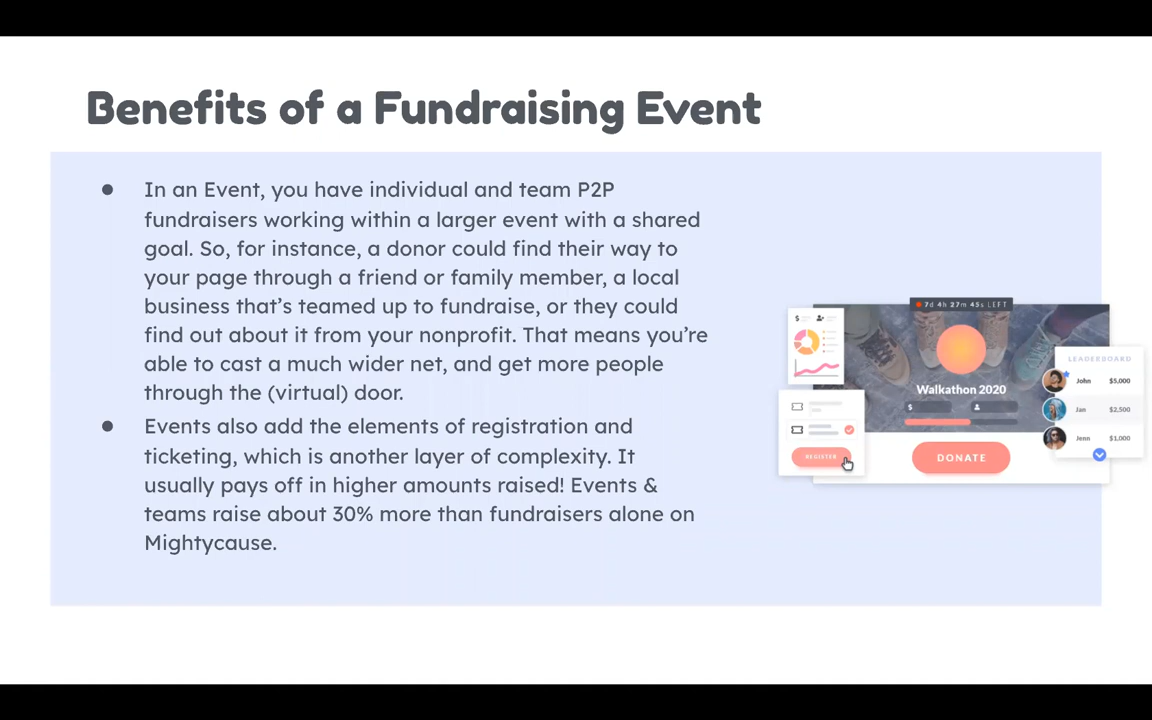 Benefits of a Fundraising Event
● In an Event, you have individual and team P2P
fundraisers working within a larger event with a shared
goal. So, for instance, a donor could find their way to
your page through a friend or family member, a local
business that’s teamed up to fundraise, or they could
find out about it from your nonprofit. That means you’re
able to cast a much wider net, and get more people
through the (virtual) door.
● Events also add the elements of registration and
ticketing, which is another layer of complexity. It
usually pays off in higher amounts raised! Events &
teams raise about 30% more than fundraisers alone on
Mightycause.
7d 4h 27m 45s LEFT
$
Walkathon 2020
$
REGISTER
DONATE
LEADERBOARD
John $5,000
Jan $2,500
Jenn $1,000